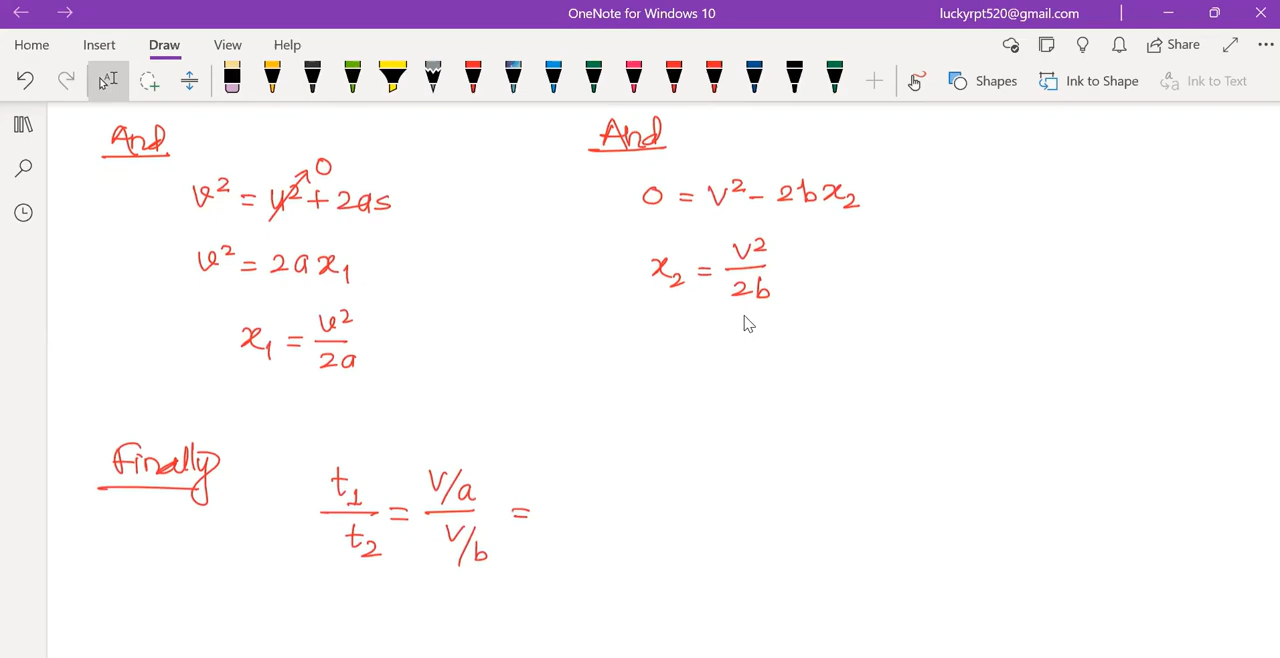 OneNote for Windows 10
luckyrpt520@gmail.com
Home Insert Draw View Help
Share
Shapes
Ink to Shape
Ink to Text
And
v² = u² + 2as
0
v² = 2ax₁
x₁ = v²/2a
And
0 = v² - 2bx₂
x₂ = v²/2b
Finally
t₁/t₂ = (v/a)/(v/b) =